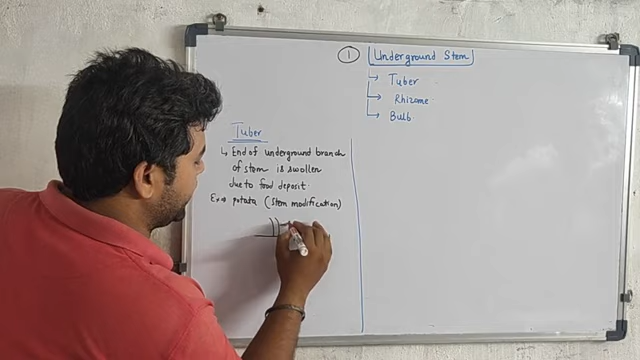 1 Underground Stem
Tuber
Rhizome
Bulb
Tuber
End of underground branch
of stem is swollen
due to food deposit.
Ex → potato (Stem modification)